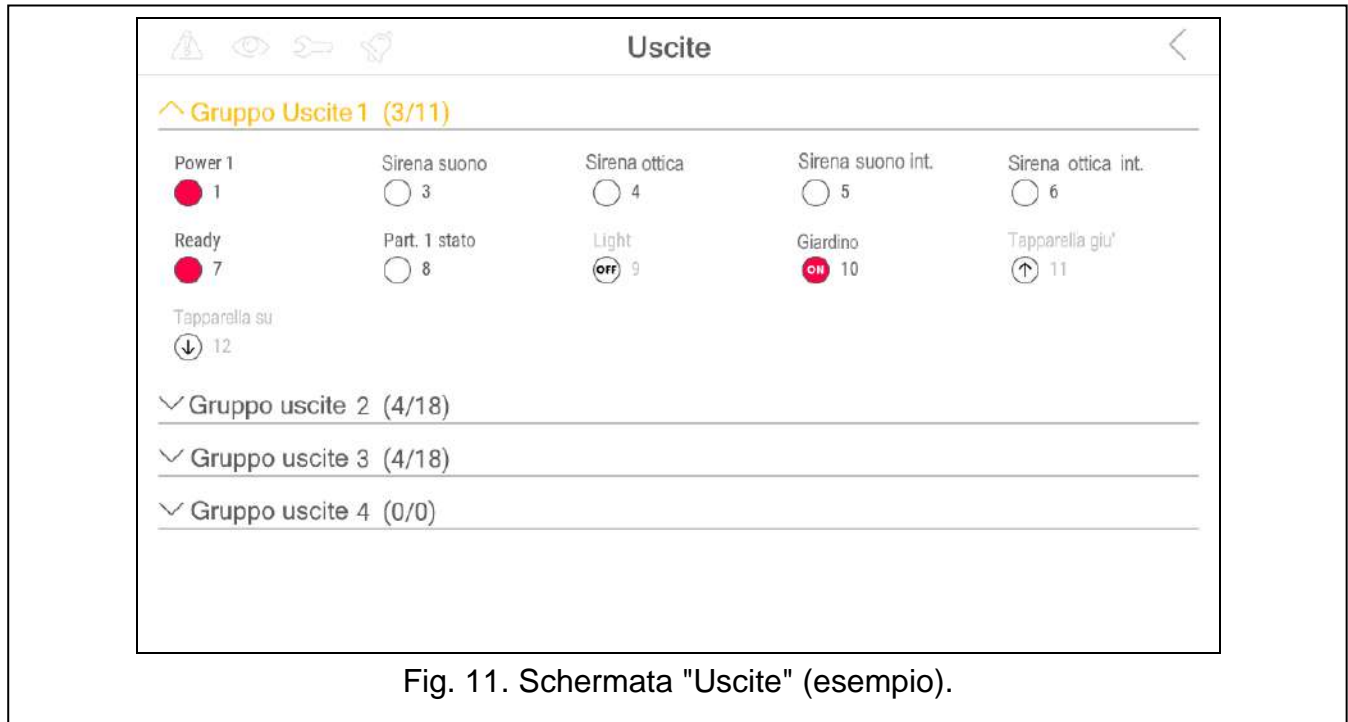 Uscite
Gruppo Uscite 1 (3/11)
Power 1 Sirena suono Sirena ottica Sirena suono int. Sirena ottica int.
1 3 4 5 6
Ready Part. 1 stato Light Giardino Tapparella giu'
7 8 OFF 9 ON 10 11
Tapparella su
12
Gruppo uscite 2 (4/18)
Gruppo uscite 3 (4/18)
Gruppo uscite 4 (0/0)
Fig. 11. Schermata "Uscite" (esempio).